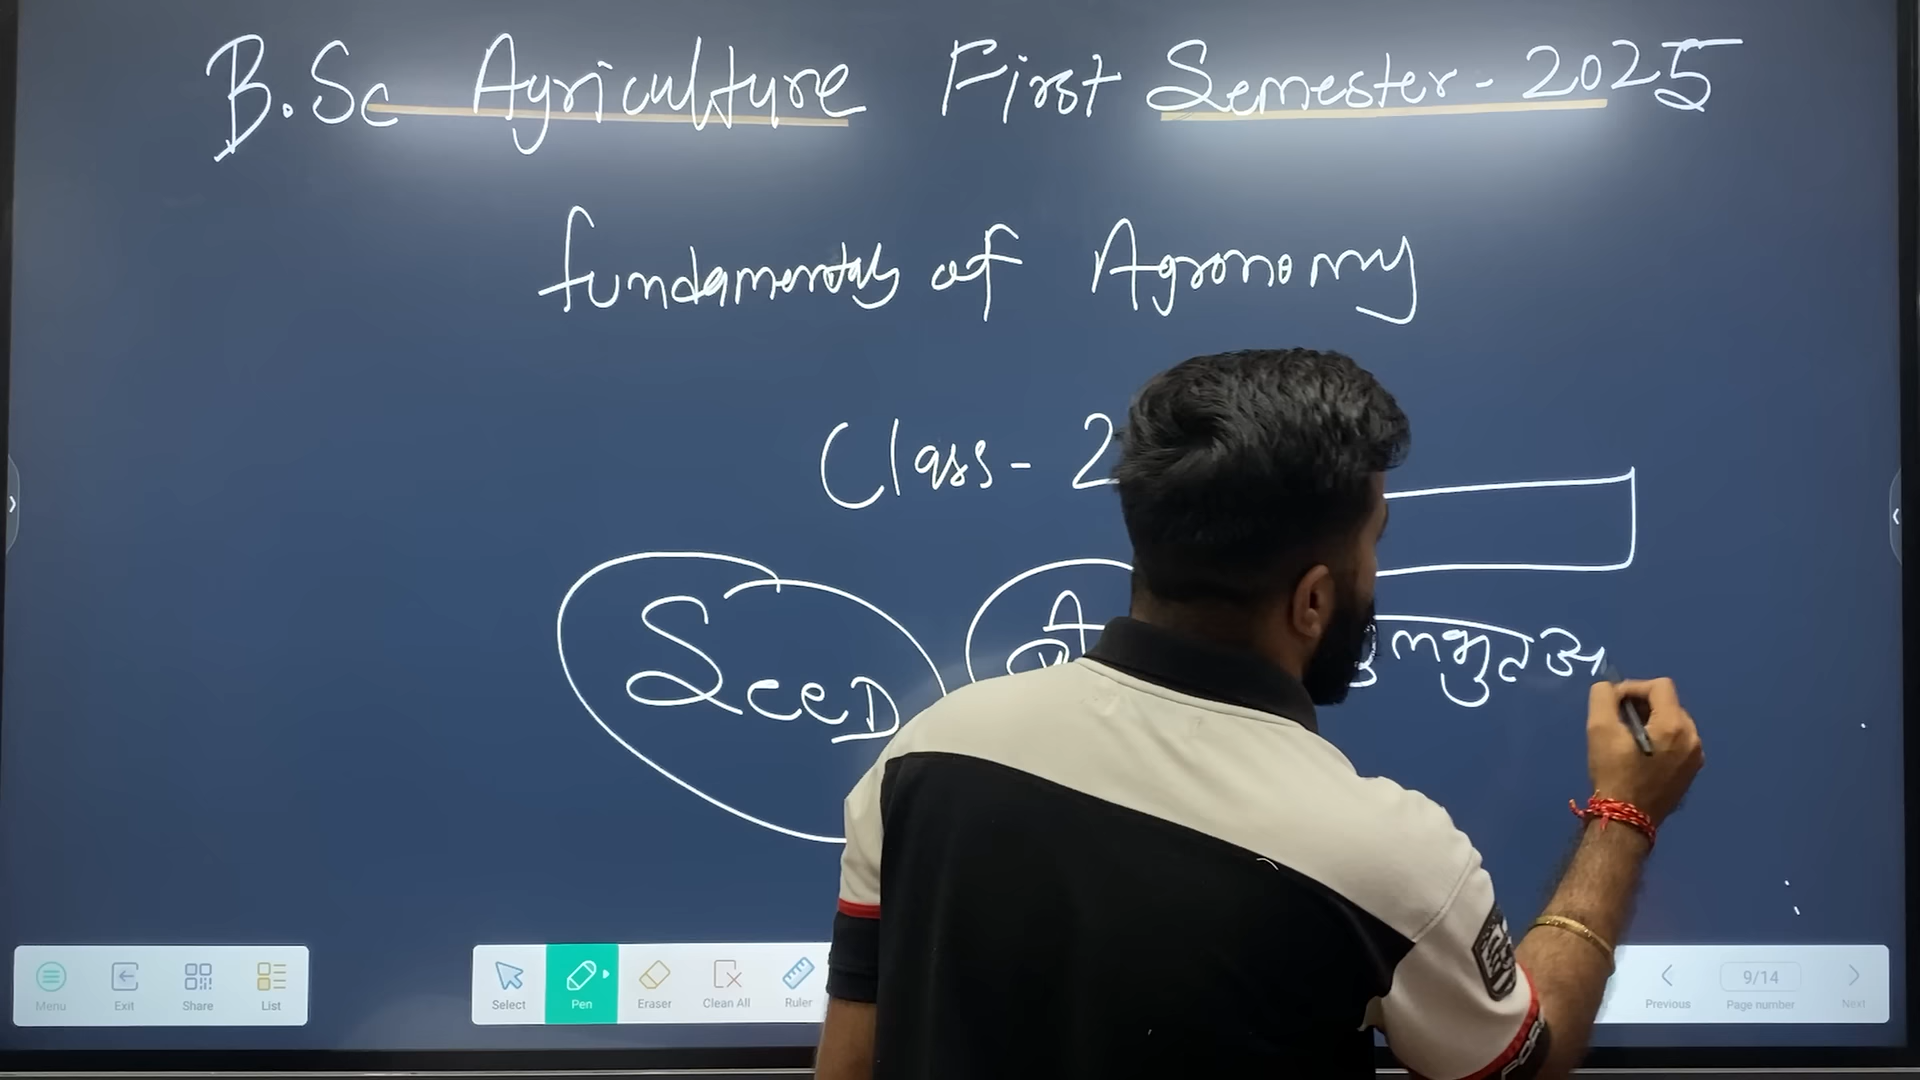 B.Sc Agriculture First Semester - 2025
fundamentals of Agronomy
Class - 2
SeeD
A
Menu Exit Share List Select Pen Eraser Clean All Ruler Previous 9/14 Page number Next